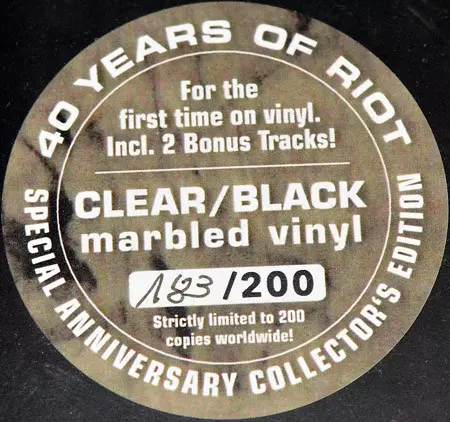 40 YEARS OF RIOT
For the
first time on vinyl.
Incl. 2 Bonus Tracks!
CLEAR/BLACK
marbled vinyl
183/200
Strictly limited to 200
copies worldwide!
SPECIAL ANNIVERSARY COLLECTOR'S EDITION